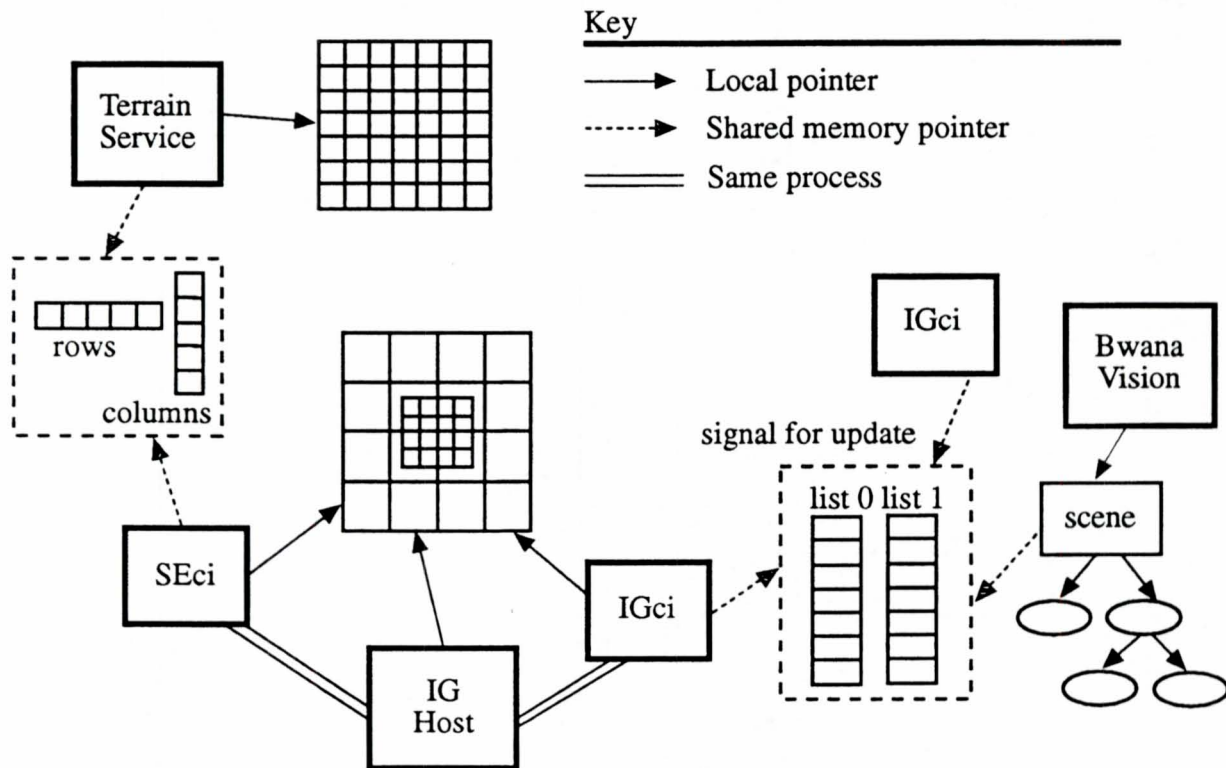 Key
Local pointer
Shared memory pointer
Same process
Terrain
Service
rows
columns
IGci
Bwana
Vision
signal for update
list 0 list 1
scene
SEci
IGci
IG
Host